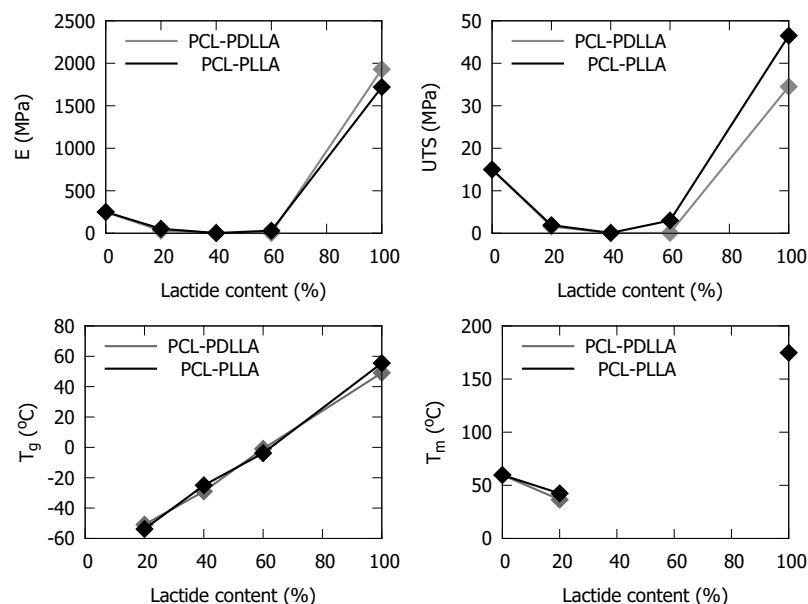 2500
2000
1500
1000
500
0
E (MPa)
PCL-PDLLA
PCL-PLLA
0 20 40 60 80 100
Lactide content (%)
50
40
30
20
10
0
UTS (MPa)
PCL-PDLLA
PCL-PLLA
0 20 40 60 80 100
Lactide content (%)
80
60
40
20
0
-20
-40
-60
Tg (oC)
PCL-PDLLA
PCL-PLLA
0 20 40 60 80 100
Lactide content (%)
200
150
100
50
0
Tm (oC)
PCL-PDLLA
PCL-PLLA
0 20 40 60 80 100
Lactide content (%)